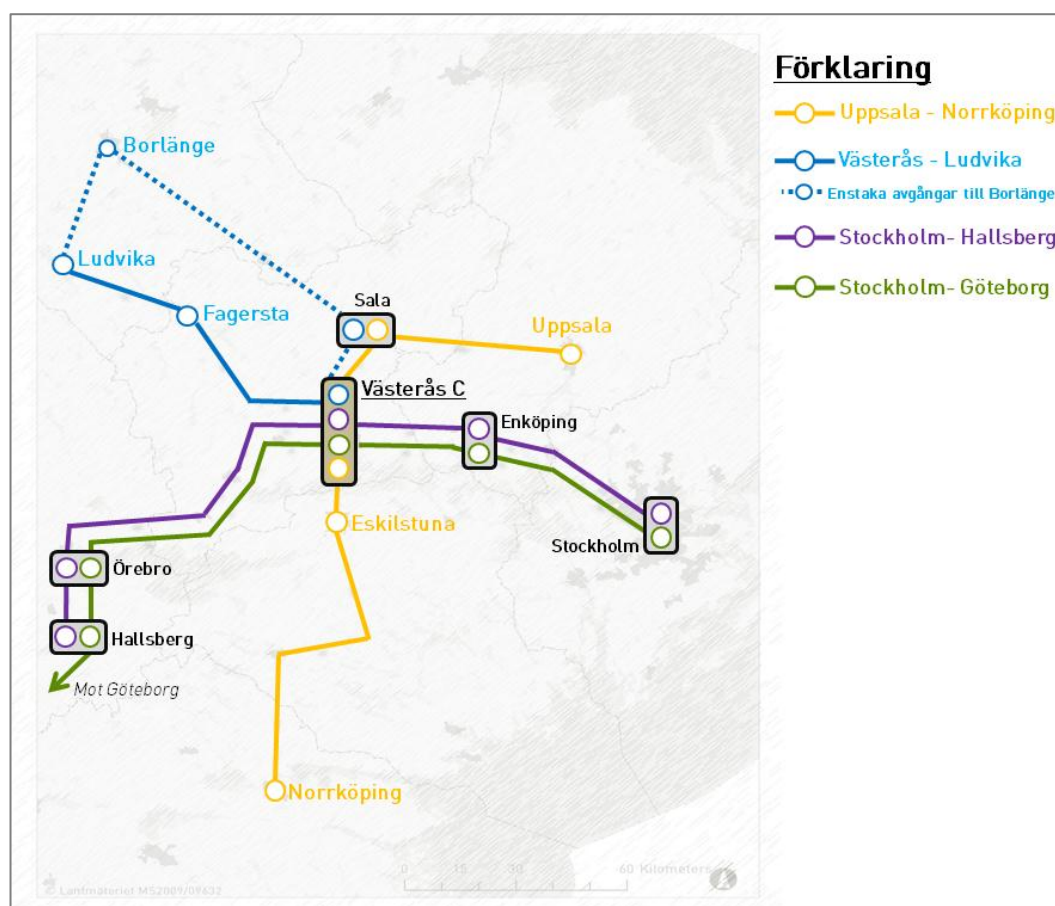 Förklaring
Uppsala - Norrköping
Västerås - Ludvika
Enstaka avgångar till Borlänge
Stockholm- Hallsberg
Stockholm- Göteborg
Borlänge
Ludvika
Fagersta
Sala
Uppsala
Västerås C
Enköping
Eskilstuna
Stockholm
Örebro
Hallsberg
Mot Göteborg
Norrköping
0 15 30 60 Kilometers
© Lantmäteriet MS2009/09632